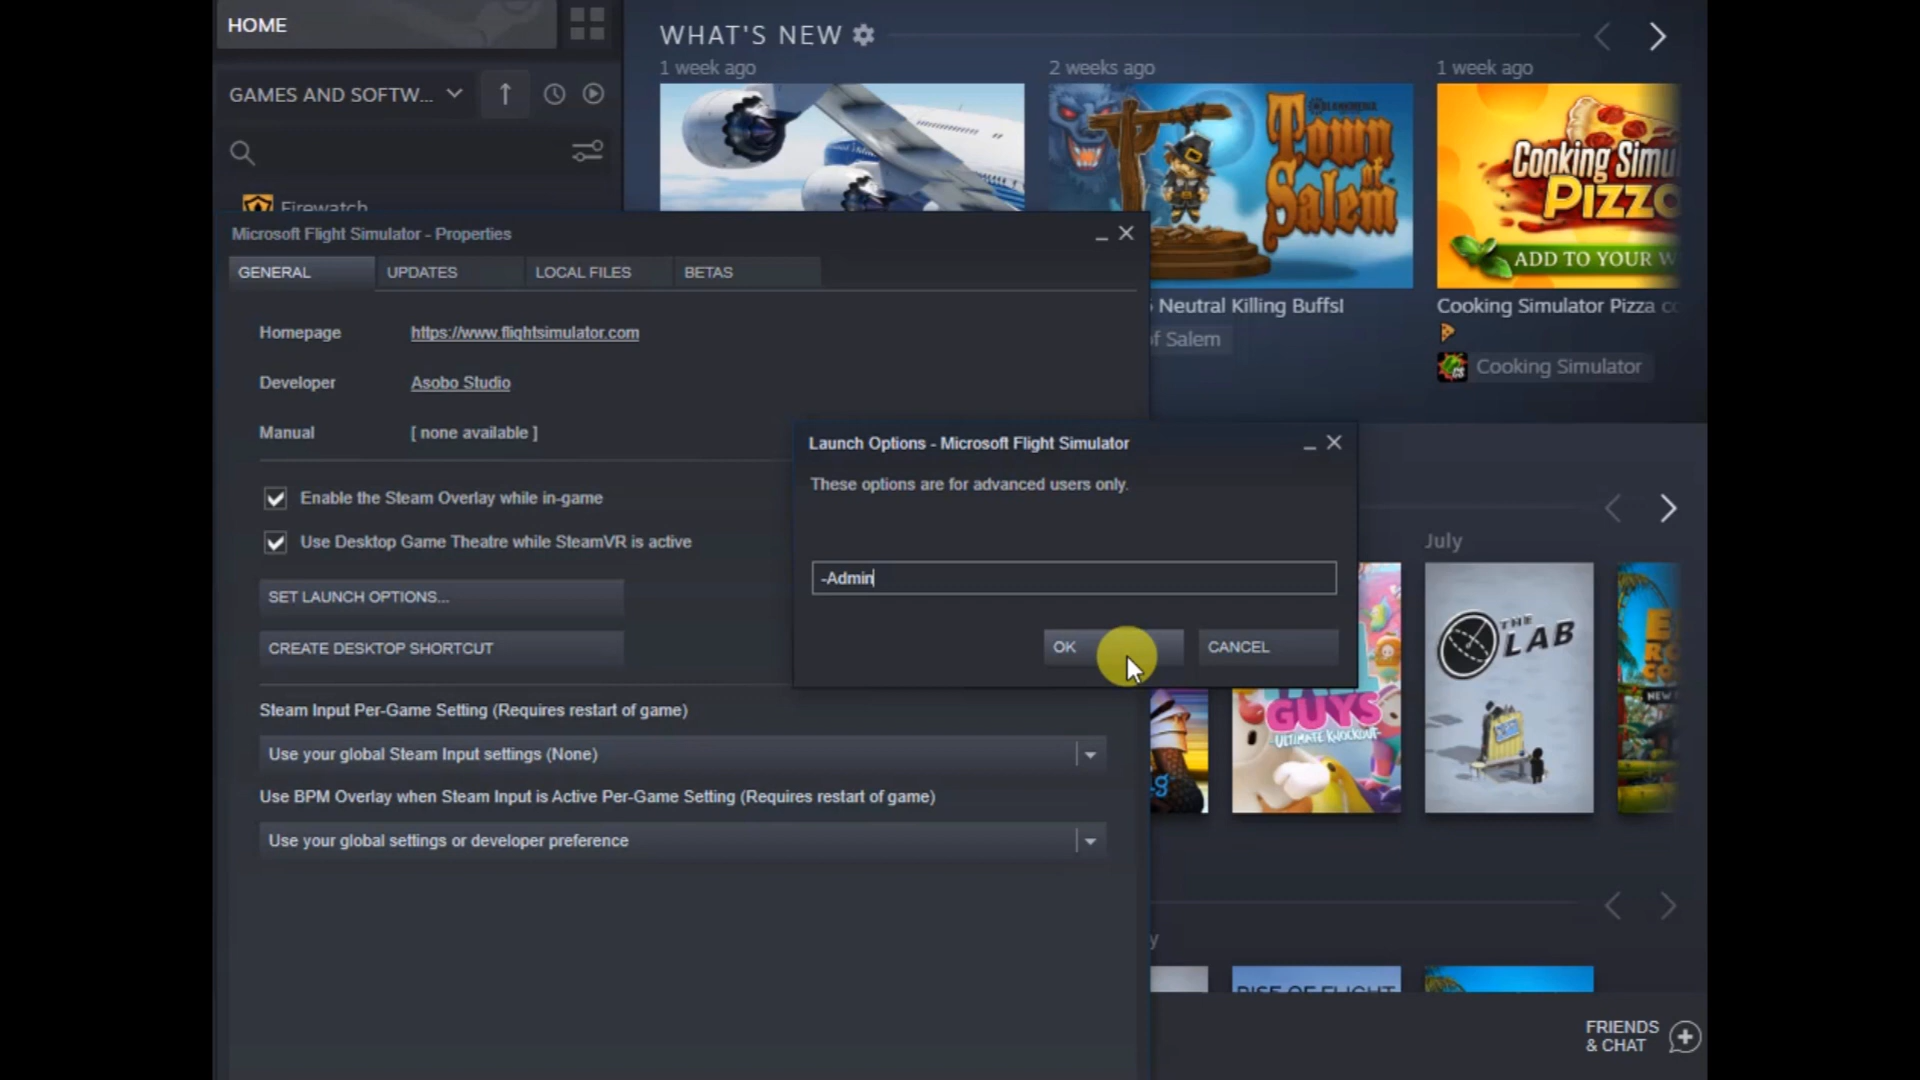 HOME
WHAT'S NEW
1 week ago
2 weeks ago
1 week ago
GAMES AND SOFTW...
Town of Salem
Cooking Simu
PIZZA
ADD TO YOUR W
Firewatch
Microsoft Flight Simulator - Properties
GENERAL
UPDATES
LOCAL FILES
BETAS
Neutral Killing Buffs!
Cooking Simulator Pizza co
of Salem
Cooking Simulator
Homepage
https://www.flightsimulator.com
Developer
Asobo Studio
Manual
[ none available ]
Launch Options - Microsoft Flight Simulator
These options are for advanced users only.
Enable the Steam Overlay while in-game
Use Desktop Game Theatre while SteamVR is active
July
-Admin
SET LAUNCH OPTIONS...
CREATE DESKTOP SHORTCUT
OK
CANCEL
THE LAB
GUYS
ULTIMATE KNOCKOUT
Steam Input Per-Game Setting (Requires restart of game)
Use your global Steam Input settings (None)
Use BPM Overlay when Steam Input is Active Per-Game Setting (Requires restart of game)
Use your global settings or developer preference
y
RISE OF FLIGHT
FRIENDS
& CHAT